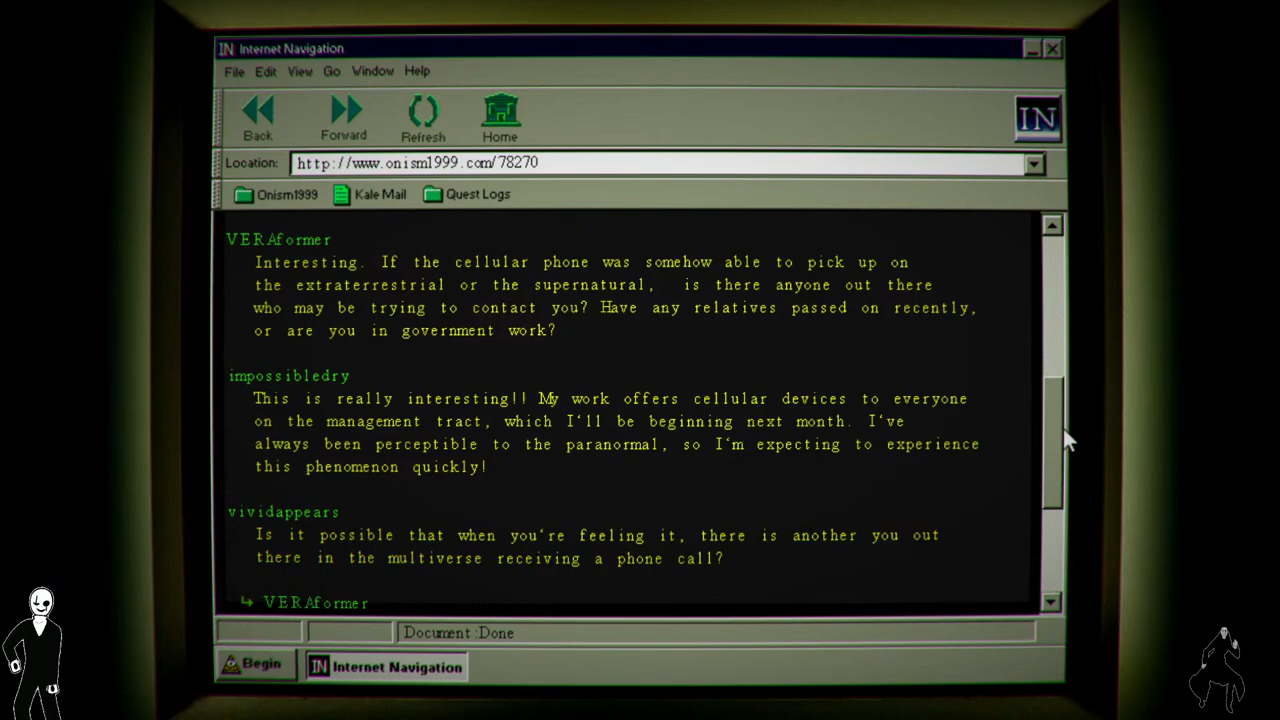 IN Internet Navigation
File Edit View Go Window Help
Back Forward Refresh Home
IN
Location: http://www.onism1999.com/78270
Onism1999 Kale Mail Quest Logs
VERAformer
Interesting. If the cellular phone was somehow able to pick up on
the extraterrestrial or the supernatural, is there anyone out there
who may be trying to contact you? Have any relatives passed on recently,
or are you in government work?
impossibledry
This is really interesting!! My work offers cellular devices to everyone
on the management tract, which I'll be beginning next month. I've
always been perceptible to the paranormal, so I'm expecting to experience
this phenomenon quickly!
vividappears
Is it possible that when you're feeling it, there is another you out
there in the multiverse receiving a phone call?
↳ VERAformer
Document :Done
Begin IN Internet Navigation